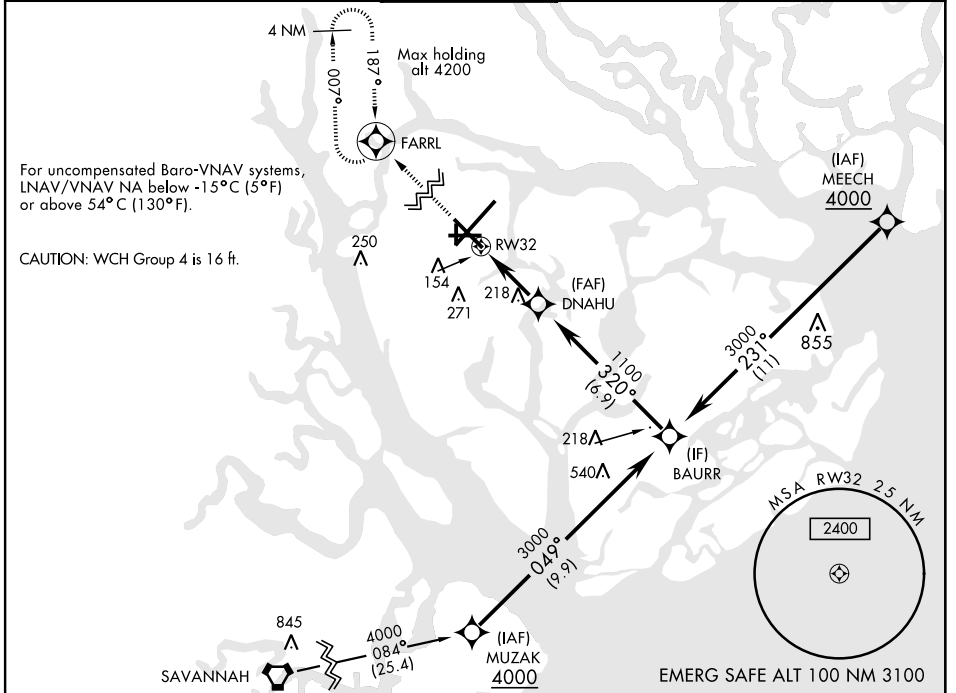 4 NM
007°
187°
Max holding
alt 4200
FARRL
For uncompensated Baro-VNAV systems,
LNAV/VNAV NA below -15°C (5°F)
or above 54°C (130°F).
CAUTION: WCH Group 4 is 16 ft.
250
154
271
218
RW32
(FAF)
DNAHU
(IAF)
MEECH
4000
855
3000
231°
(11)
1100
320°
(6.9)
218
540
(IF)
BAURR
3000
049°
(9.9)
MSA RW32 25 NM
2400
845
SAVANNAH
4000
084°
(25.4)
(IAF)
MUZAK
4000
EMERG SAFE ALT 100 NM 3100